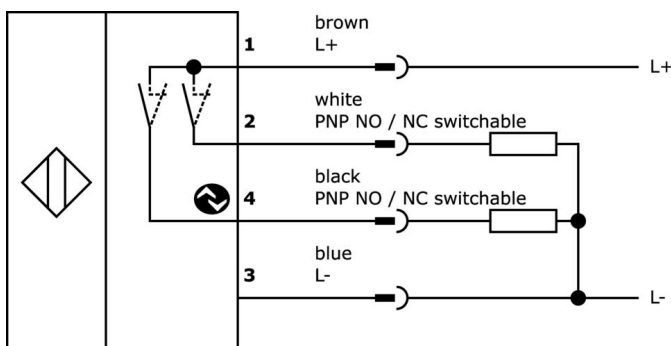 brown
1 L+ L+
white
2 PNP NO / NC switchable
black
4 PNP NO / NC switchable
blue
3 L-
L-